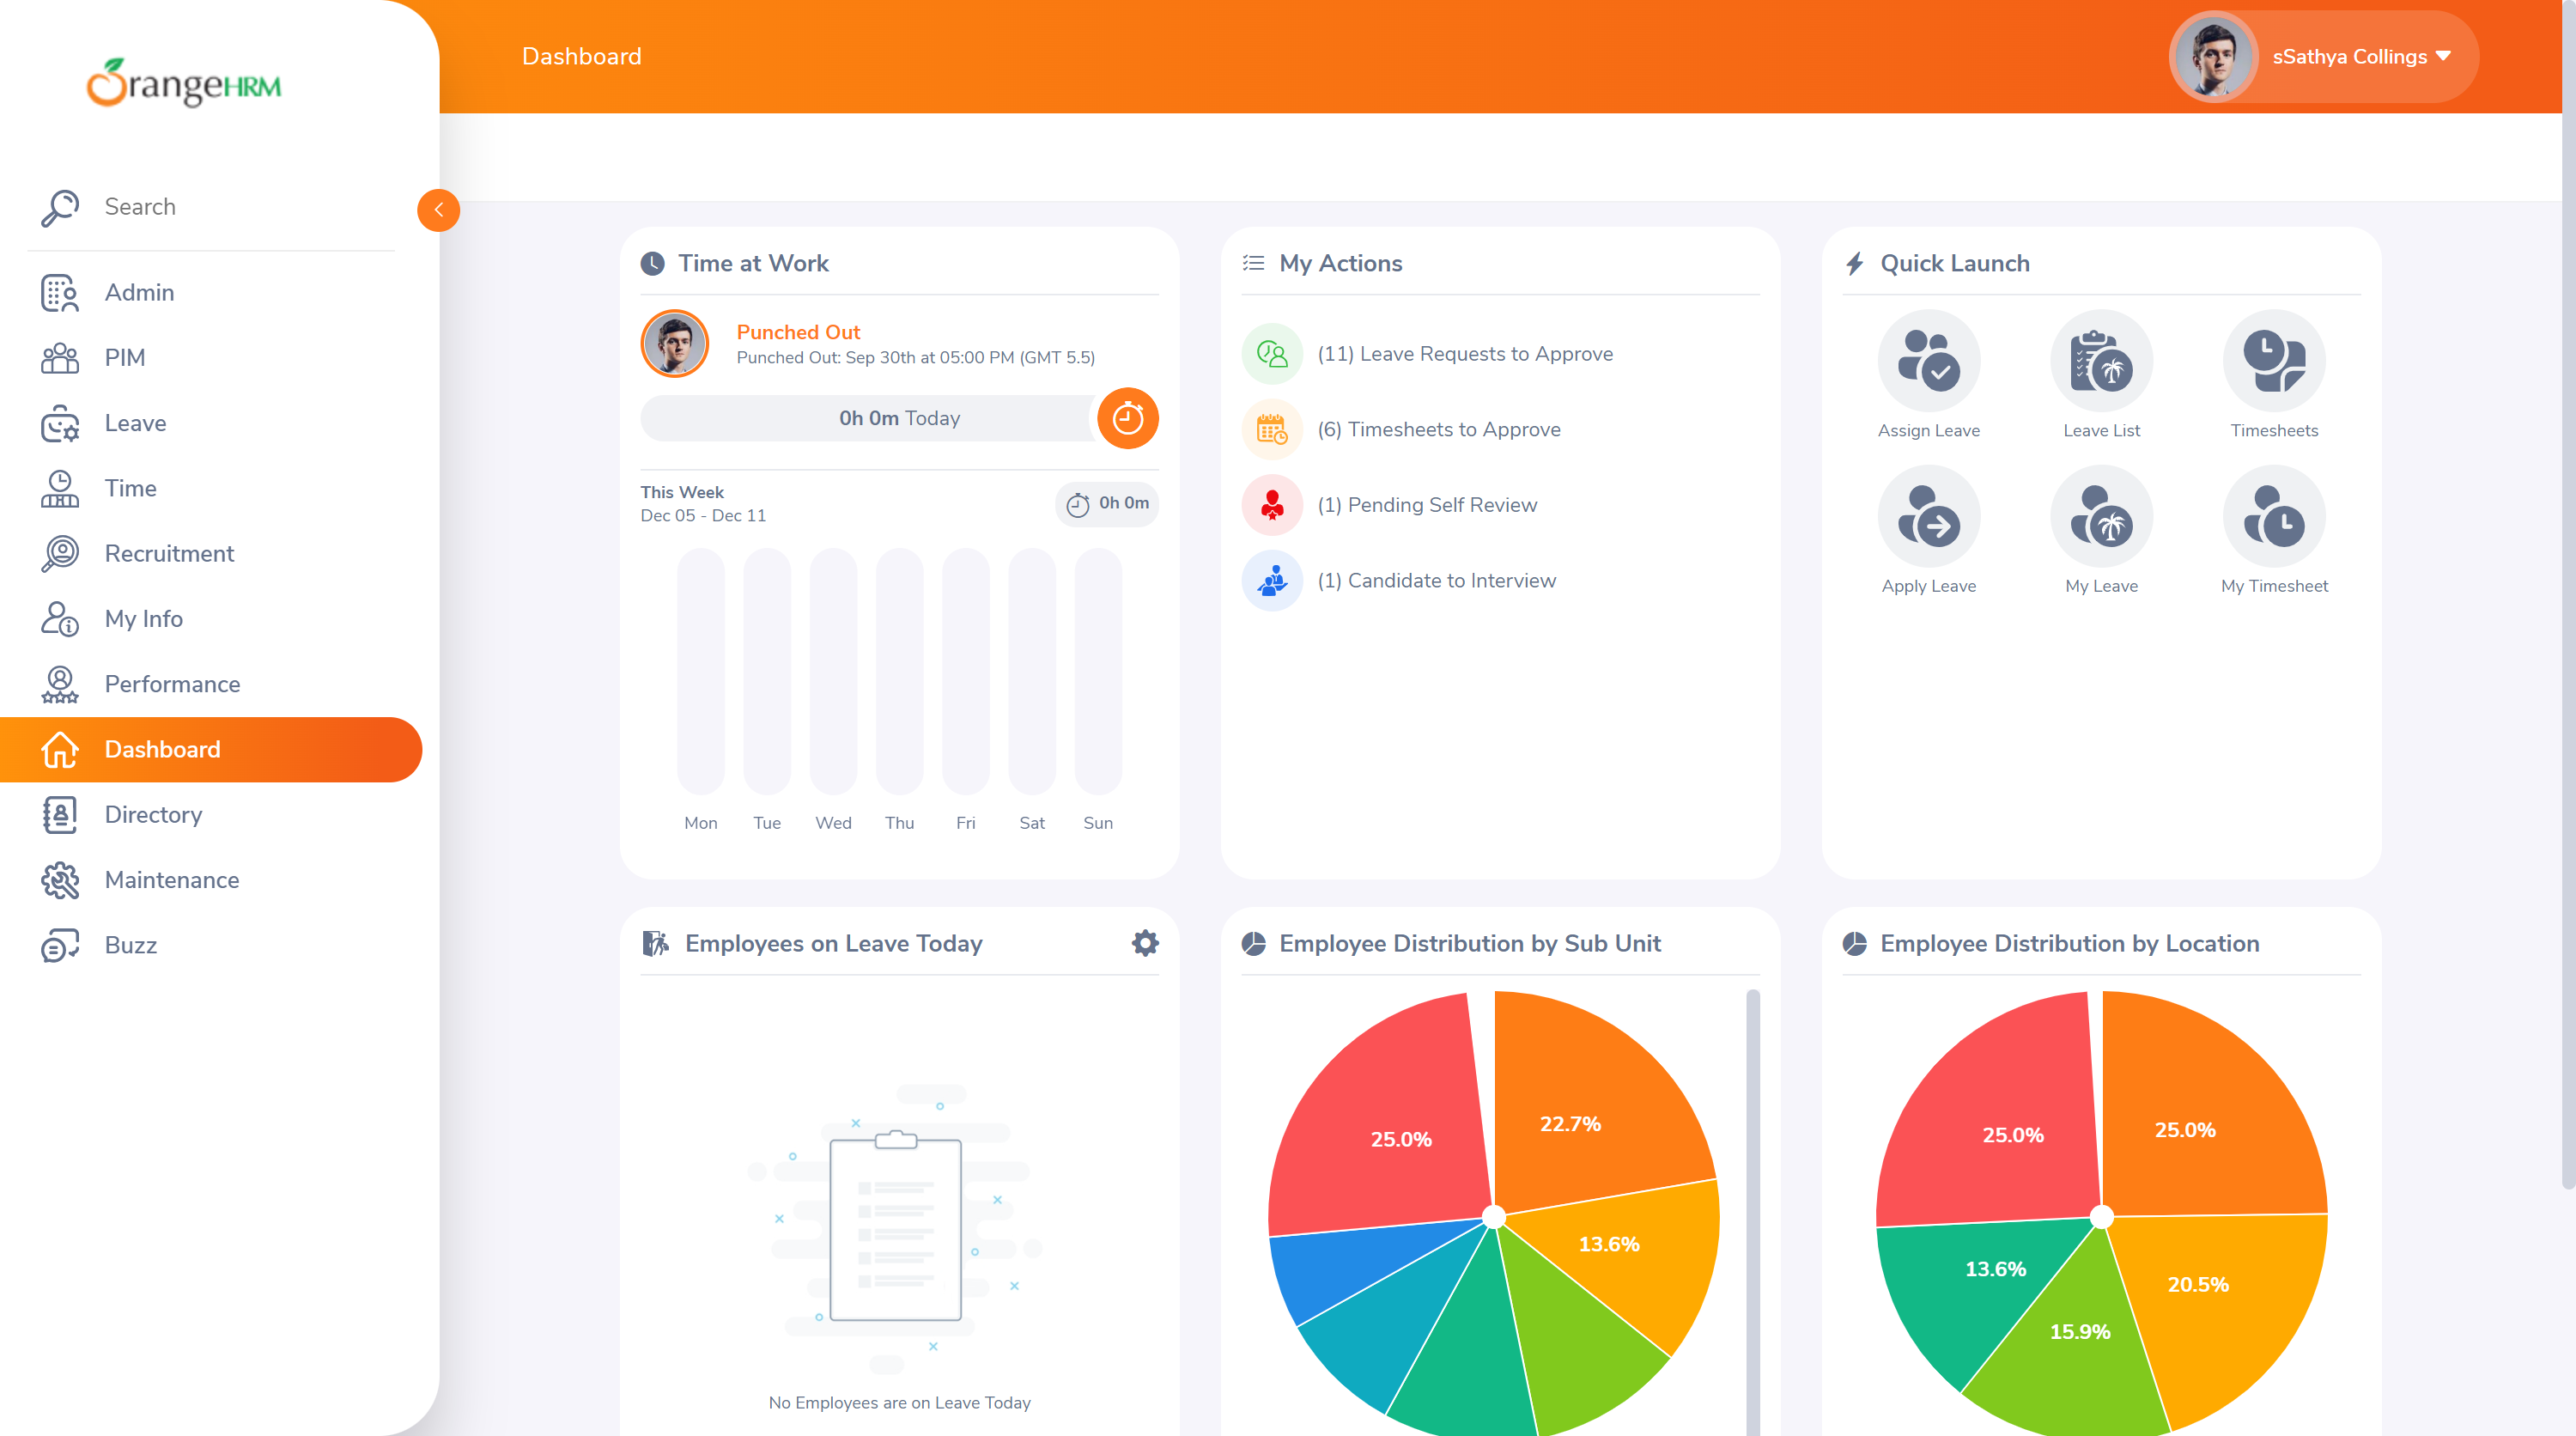 OrangeHRM
Search
Admin
PIM
Leave
Time
Recruitment
My Info
Performance
Dashboard
Directory
Maintenance
Buzz
Dashboard
sSathya Collings
Time at Work
Punched Out
Punched Out: Sep 30th at 05:00 PM (GMT 5.5)
0h 0m Today
This Week
Dec 05 - Dec 11
0h 0m
Mon Tue Wed Thu Fri Sat Sun
My Actions
(11) Leave Requests to Approve
(6) Timesheets to Approve
(1) Pending Self Review
(1) Candidate to Interview
Quick Launch
Assign Leave
Leave List
Timesheets
Apply Leave
My Leave
My Timesheet
Employees on Leave Today
No Employees are on Leave Today
Employee Distribution by Sub Unit
22.7%
25.0%
13.6%
Employee Distribution by Location
25.0%
25.0%
13.6%
20.5%
15.9%